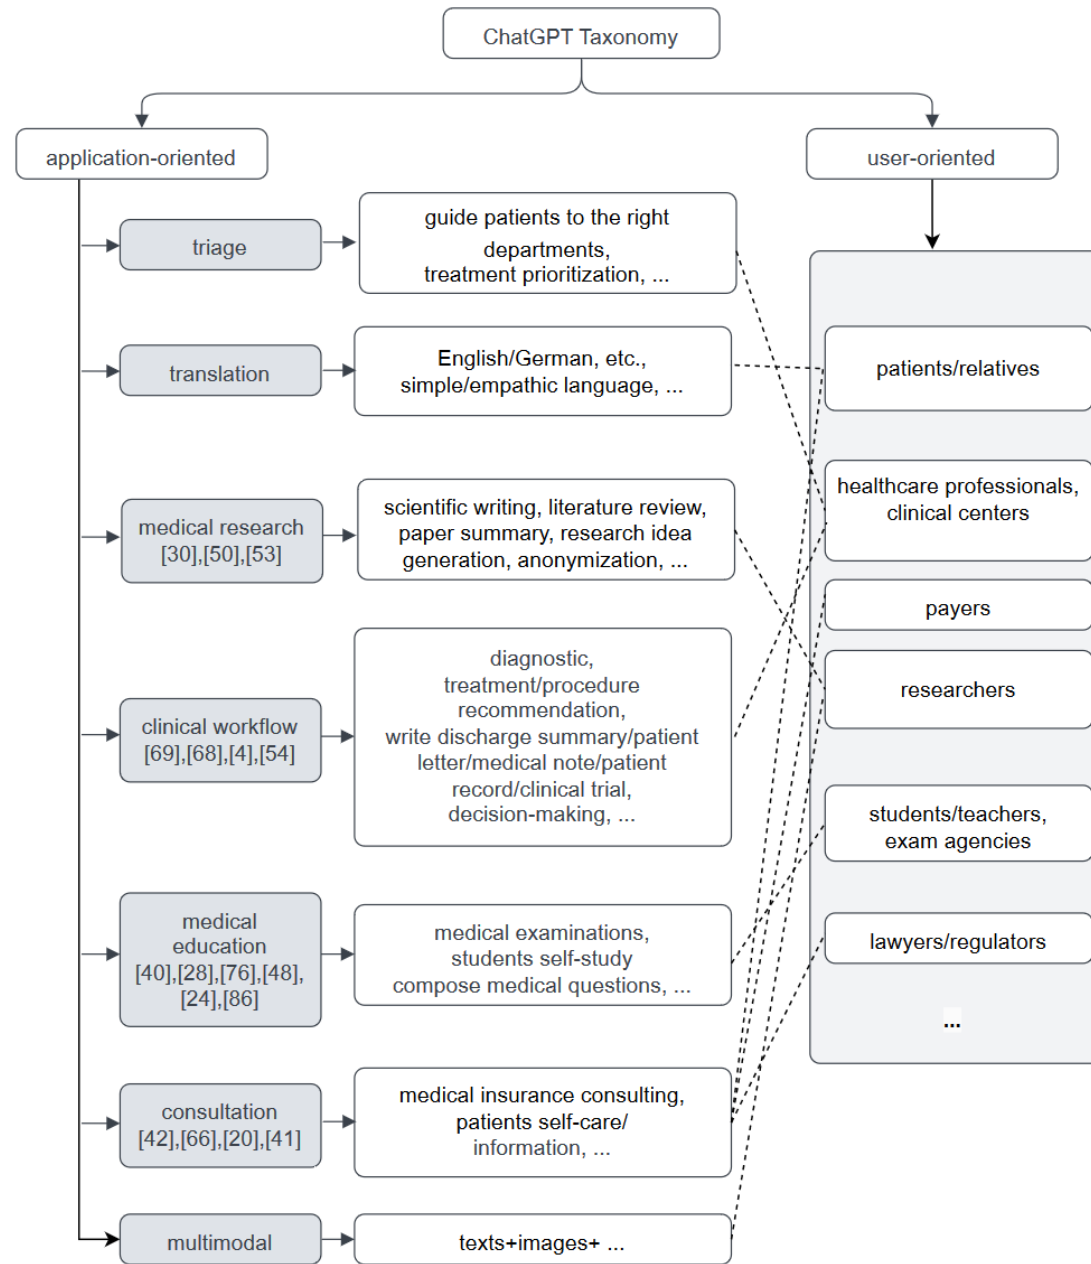 ChatGPT Taxonomy
application-oriented
user-oriented
triage
guide patients to the right
departments,
treatment prioritization, ...
translation
English/German, etc.,
simple/empathic language, ...
medical research
[30],[50],[53]
scientific writing, literature review,
paper summary, research idea
generation, anonymization, ...
clinical workflow
[69],[68],[4],[54]
diagnostic,
treatment/procedure
recommendation,
write discharge summary/patient
letter/medical note/patient
record/clinical trial,
decision-making, ...
medical
education
[40],[28],[76],[48],
[24],[86]
medical examinations,
students self-study
compose medical questions, ...
consultation
[42],[66],[20],[41]
medical insurance consulting,
patients self-care/
information, ...
multimodal
texts+images+ ...
patients/relatives
healthcare professionals,
clinical centers
payers
researchers
students/teachers,
exam agencies
lawyers/regulators
...